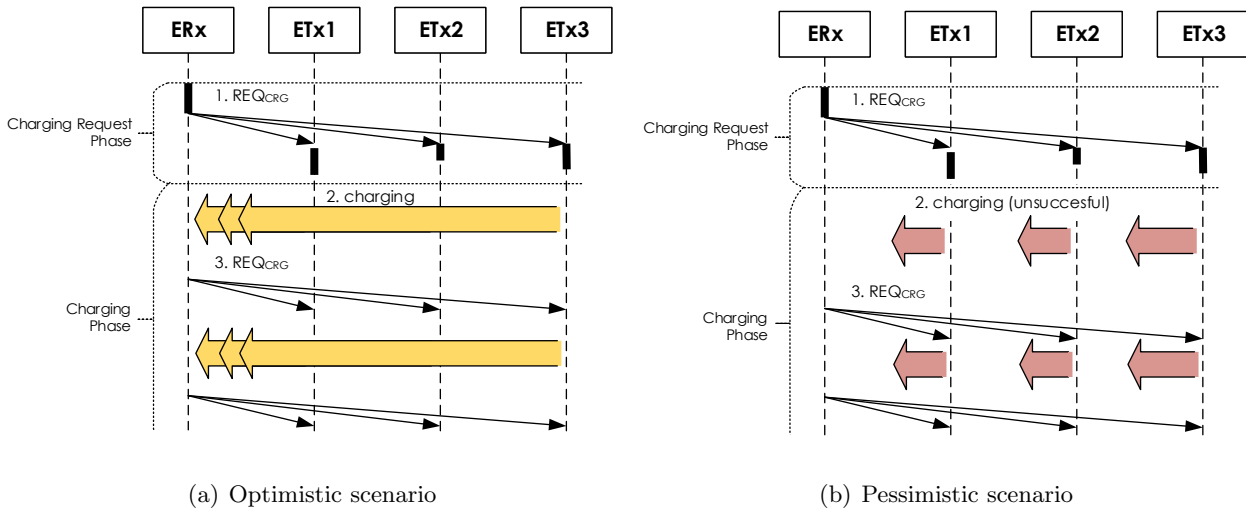 ERx ETx1 ETx2 ETx3
1. REQCRG
Charging Request
Phase
2. charging
3. REQCRG
Charging
Phase
(a) Optimistic scenario
ERx ETx1 ETx2 ETx3
1. REQCRG
Charging Request
Phase
2. charging (unsuccesful)
3. REQCRG
Charging
Phase
(b) Pessimistic scenario